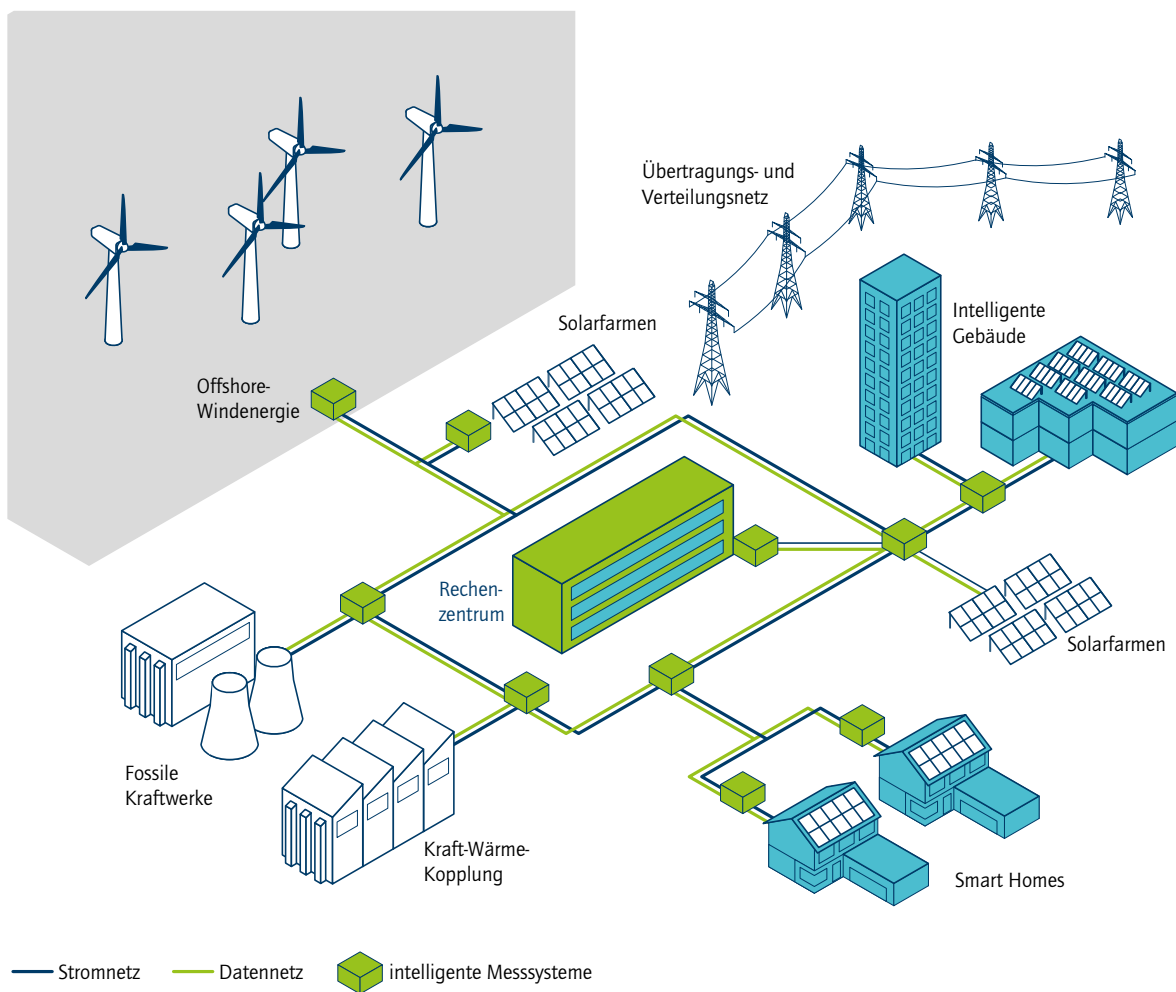 Übertragungs- und
Verteilungsnetz
Solarfarmen
Intelligente
Gebäude
Offshore-
Windenergie
Rechen-
zentrum
Solarfarmen
Fossile
Kraftwerke
Kraft-Wärme-
Kopplung
Smart Homes
Stromnetz
Datennetz
intelligente Messsysteme